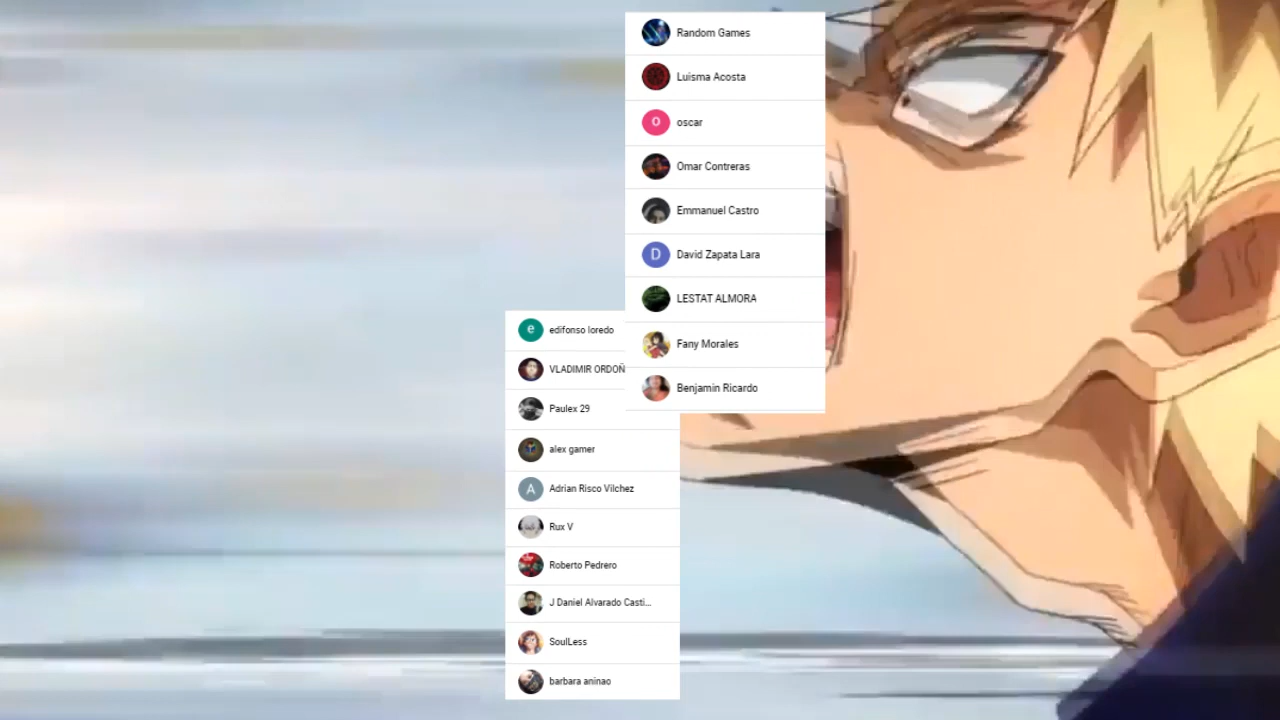 Random Games
Luisma Acosta
o
oscar
Omar Contreras
Emmanuel Castro
D
David Zapata Lara
LESTAT ALMORA
Fany Morales
Benjamin Ricardo
e
edifonso loredo
VLADIMIR ORDOÑ
Paulex 29
alex gamer
A
Adrian Risco Vilchez
Rux V
Roberto Pedrero
J Daniel Alvarado Casti...
SoulLess
barbara aninao